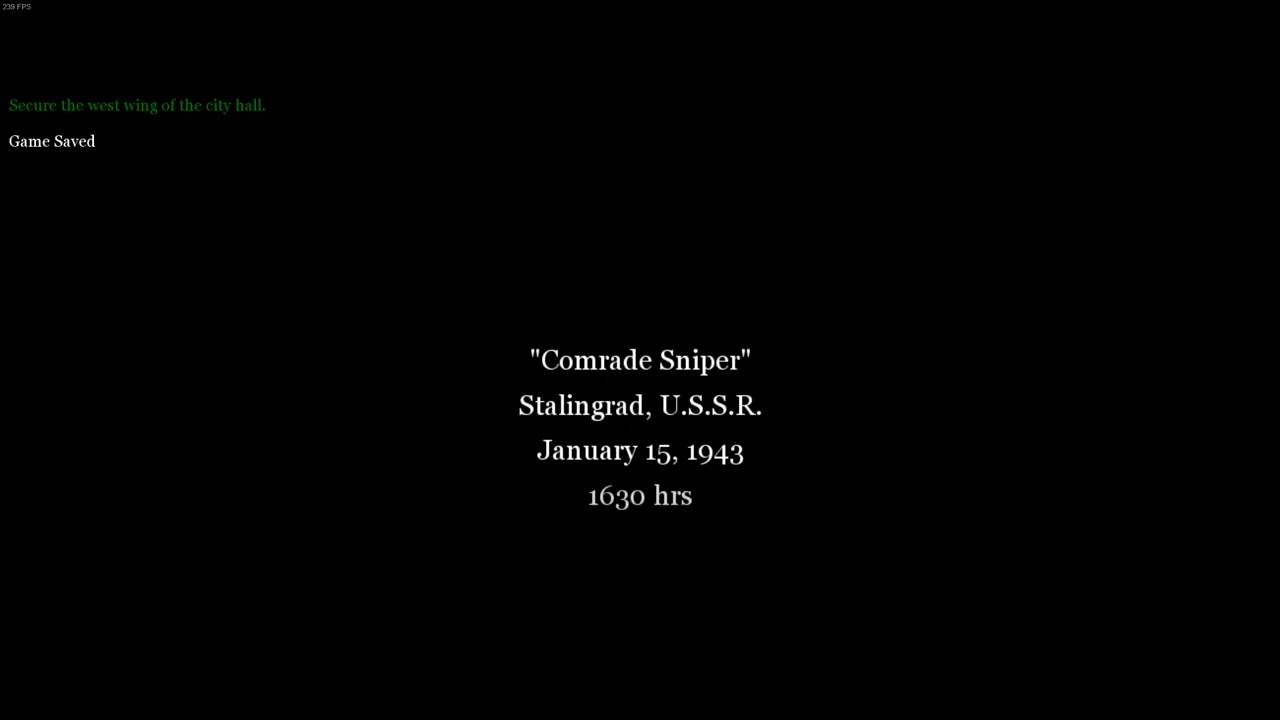 239 FPS
Secure the west wing of the city hall.
Game Saved
"Comrade Sniper"
Stalingrad, U.S.S.R.
January 15, 1943
1630 hrs